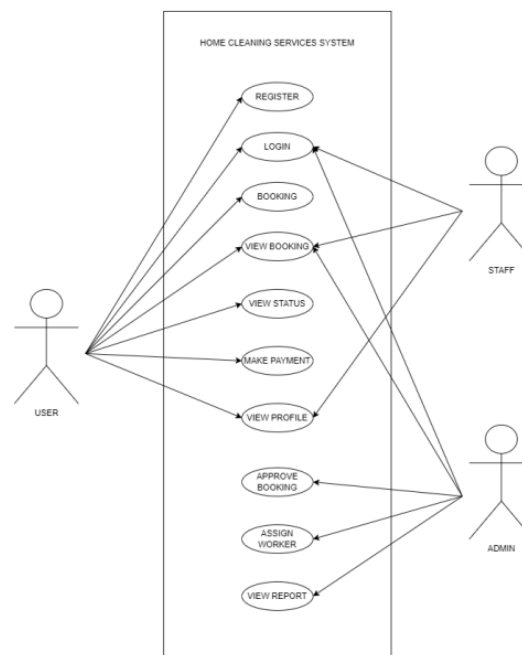 HOME CLEANING SERVICES SYSTEM
REGISTER
LOGIN
BOOKING
VIEW BOOKING
STAFF
VIEW STATUS
MAKE PAYMENT
USER
VIEW PROFILE
APPROVE
BOOKING
ASSIGN
WORKER
ADMIN
VIEW REPORT